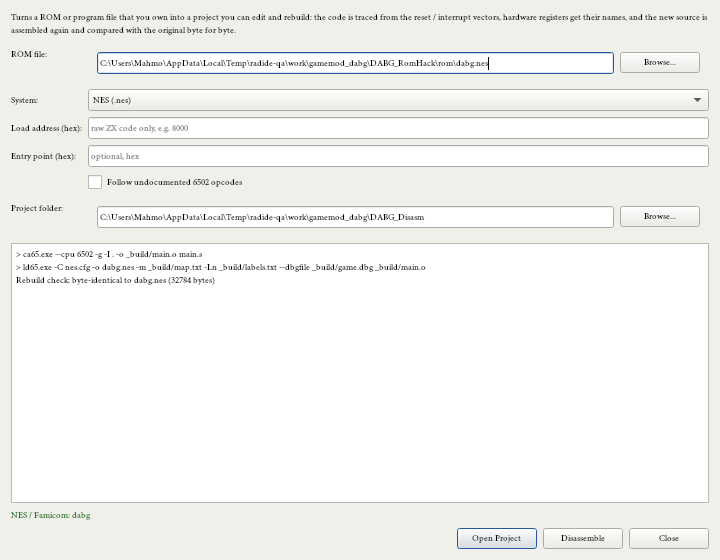 Turns a ROM or program file that you own into a project you can edit and rebuild: the code is traced from the reset / interrupt vectors, hardware registers get their names, and the new source is
assembled again and compared with the original byte for byte.
ROM file:
C:\Users\Mahmo\AppData\Local\Temp\radide-qa\work\gamemod_dabg\DABG_RomHack\rom\dabg.nes
Browse...
System:
NES (.nes)
Load address (hex):
raw ZX code only, e.g. 8000
Entry point (hex):
optional, hex
Follow undocumented 6502 opcodes
Project folder:
C:\Users\Mahmo\AppData\Local\Temp\radide-qa\work\gamemod_dabg\DABG_Disasm
Browse...
> ca65.exe --cpu 6502 -g -I . -o _build/main.o main.s
> ld65.exe -C nes.cfg -o dabg.nes -m _build/map.txt -Ln _build/labels.txt --dbgfile _build/game.dbg _build/main.o
Rebuild check: byte-identical to dabg.nes (32784 bytes)
NES / Famicom: dabg
Open Project
Disassemble
Close